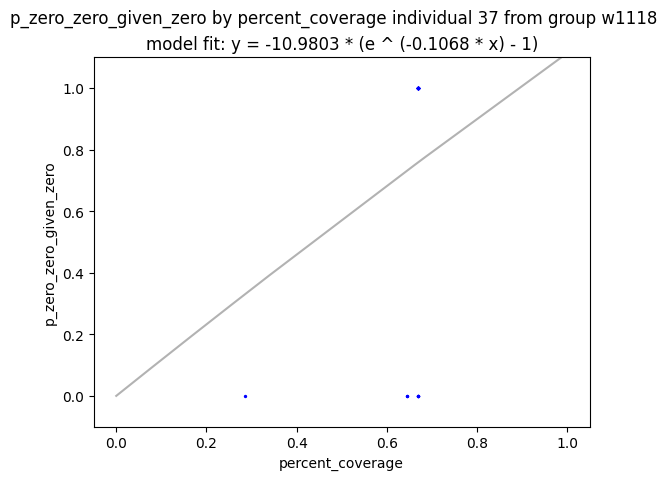 p_zero_zero_given_zero by percent_coverage individual 37 from group w1118
model fit: y = -10.9803 * (e ^ (-0.1068 * x) - 1)
1.0
0.8
0.6
0.4
0.2
0.0
p_zero_zero_given_zero
0.0 0.2 0.4 0.6 0.8 1.0
percent_coverage